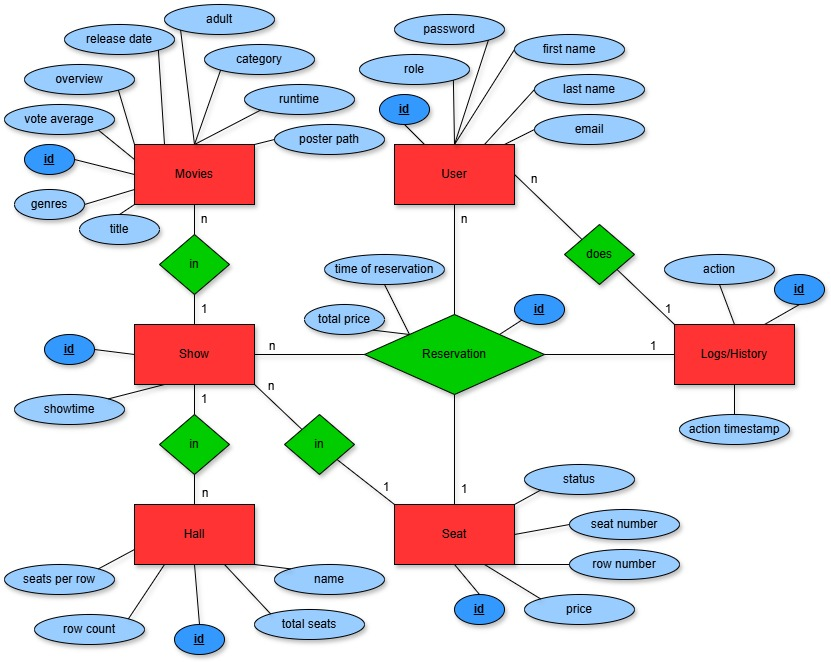 adult
password
release date
first name
category
role
overview
last name
runtime
id
vote average
email
poster path
id
Movies
User
n
genres
n
n
title
does
in
time of reservation
action
id
1
id
1
total price
n
1
id
Show
Reservation
Logs/History
n
1
showtime
action timestamp
in
in
status
n
1
1
seat number
Hall
Seat
row number
seats per row
name
id
price
row count
total seats
id